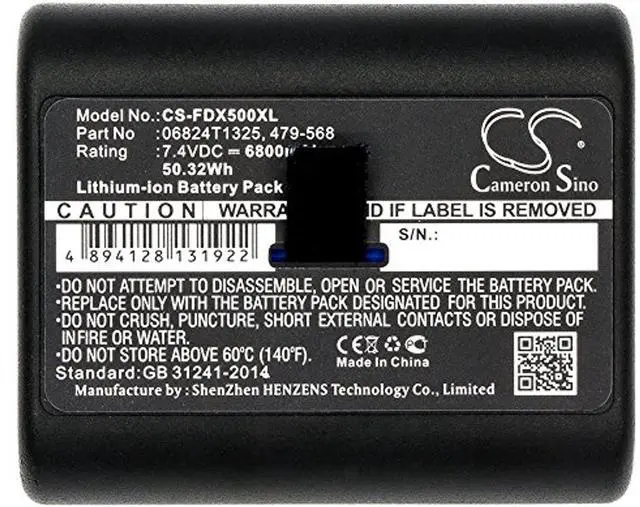 Model No.:CS-FDX500XL
Part No :06824T1325, 479-568
Rating :7.4VDC ⎓ 6800
50.32Wh
Lithium-ion Battery Pack
CS
Cameron Sino
CAUTION WARRA D IF LABEL IS REMOVED
S/N.:
4 894128 131922
•DO NOT ATTEMPT TO DISASSEMBLE, OPEN OR SERVICE THE BATTERY PACK.
•REPLACE ONLY WITH THE BATTERY PACK DESIGNATED
•DO NOT CRUSH, PUNCTURE, SHORT EXTERNAL CONTACTS OR DISPOSE OF
INFIRE OR WATER.
•DO NOT STORE ABOVE 60℃ (140℉).
Standard:GB 31241-2014
CE
Made In China
Manufacture by : ShenZhen HENZENS Technology Co., Limited